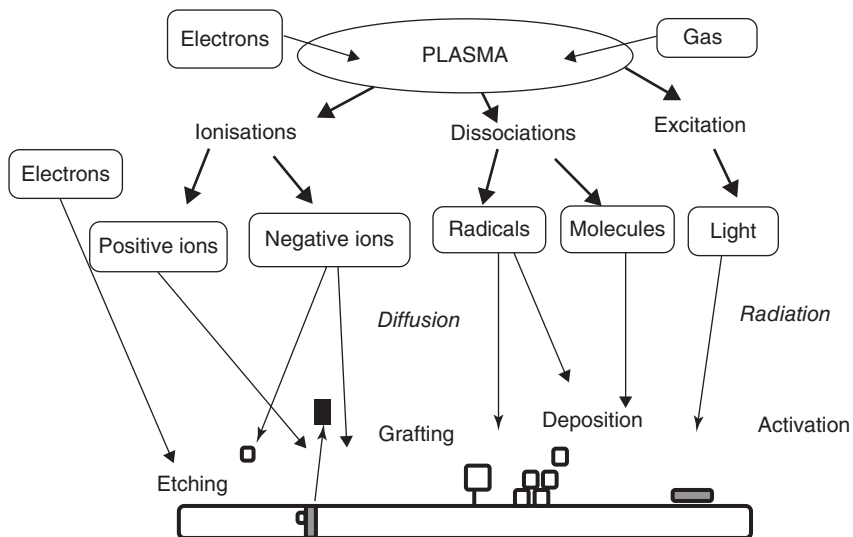 Electrons
PLASMA
Gas
Ionisations
Dissociations
Excitation
Electrons
Positive ions
Negative ions
Radicals
Molecules
Light
Diffusion
Radiation
Grafting
Deposition
Activation
Etching